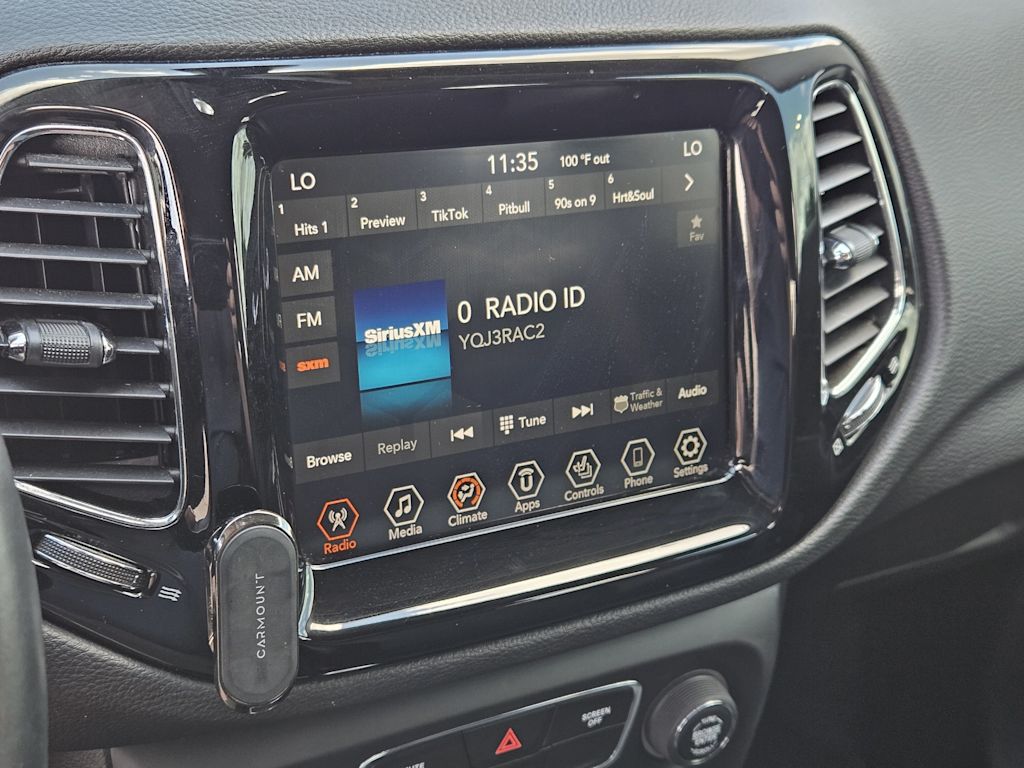 11:35 100 °F out
LO LO
1 Hits 1
2 Preview
3 TikTok
4 Pitbull
5 90s on 9
6 Hrt&Soul
Fav
AM
FM
sxm
SiriusXM
0 RADIO ID
YQJ3RAC2
Browse
Replay
Tune
Traffic &
Weather
Audio
Radio
Media
Climate
Apps
Controls
Phone
Settings
CARMOUNT
SCREEN
OFF